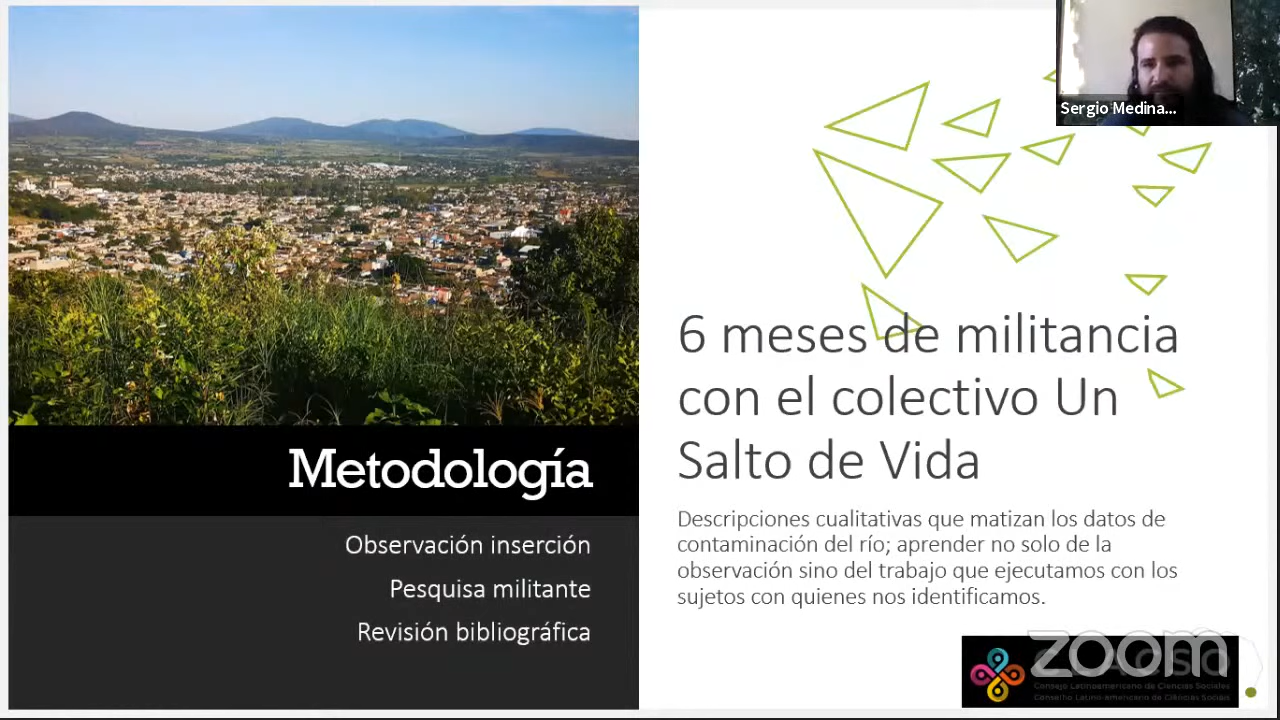 Sergio Medina...
6 meses de militancia
con el colectivo Un
Salto de Vida
Metodología
Observación inserción
Pesquisa militante
Revisión bibliográfica
Descripciones cualitativas que matizan los datos de
contaminación del río; aprender no solo de la
observación sino del trabajo que ejecutamos con los
sujetos con quienes nos identificamos.
zoom
Consejo Latinoamericano de Ciencias Sociales
Conselho Latino-americano de Ciências Sociais